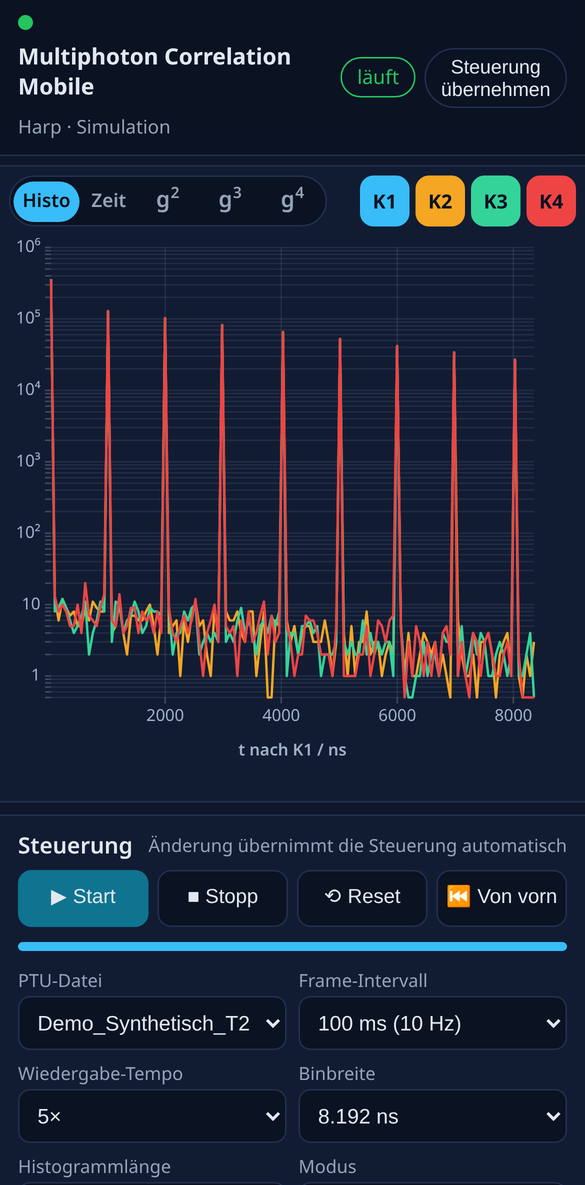 Multiphoton Correlation
Mobile
läuft
Steuerung
übernehmen
Harp · Simulation
Histo Zeit g² g³ g⁴ K1 K2 K3 K4
10⁶
10⁵
10⁴
10³
10²
10
1
2000 4000 6000 8000
t nach K1 / ns
Steuerung Änderung übernimmt die Steuerung automatisch
▶ Start ■ Stopp ⟲ Reset ⏮ Von vorn
PTU-Datei Frame-Intervall
Demo_Synthetisch_T2 100 ms (10 Hz)
Wiedergabe-Tempo Binbreite
5× 8.192 ns
Histogrammlänge Modus